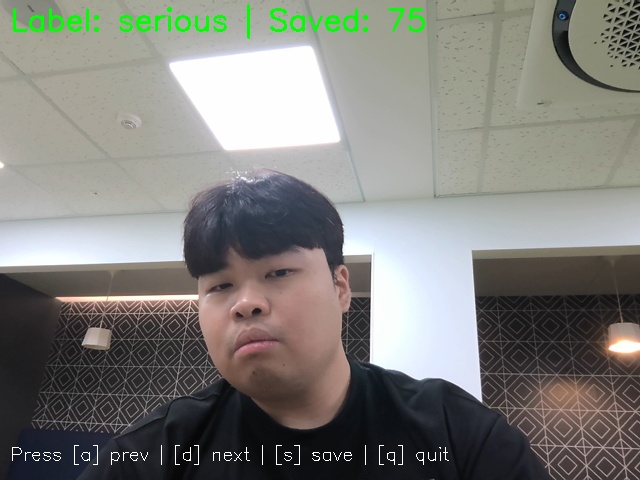 Label: serious | Saved: 75
Press [a] prev | [d] next | [s] save | [q] quit